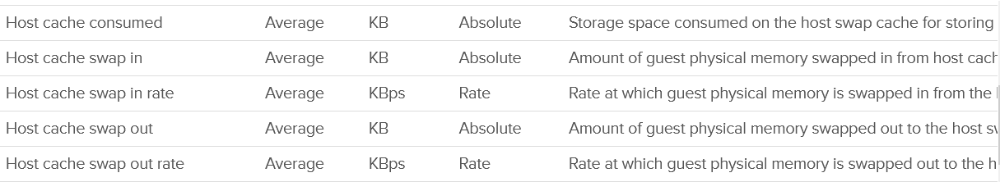 Host cache consumed Average KB Absolute Storage space consumed on the host swap cache for storing
Host cache swap in Average KB Absolute Amount of guest physical memory swapped in from host
Host cache swap in rate Average KBps Rate Rate at which guest physical memory is swapped in from the
Host cache swap out Average KB Absolute Amount of guest physical memory swapped out to the host
Host cache swap out rate Average KBps Rate Rate at which guest physical memory is swapped out to the